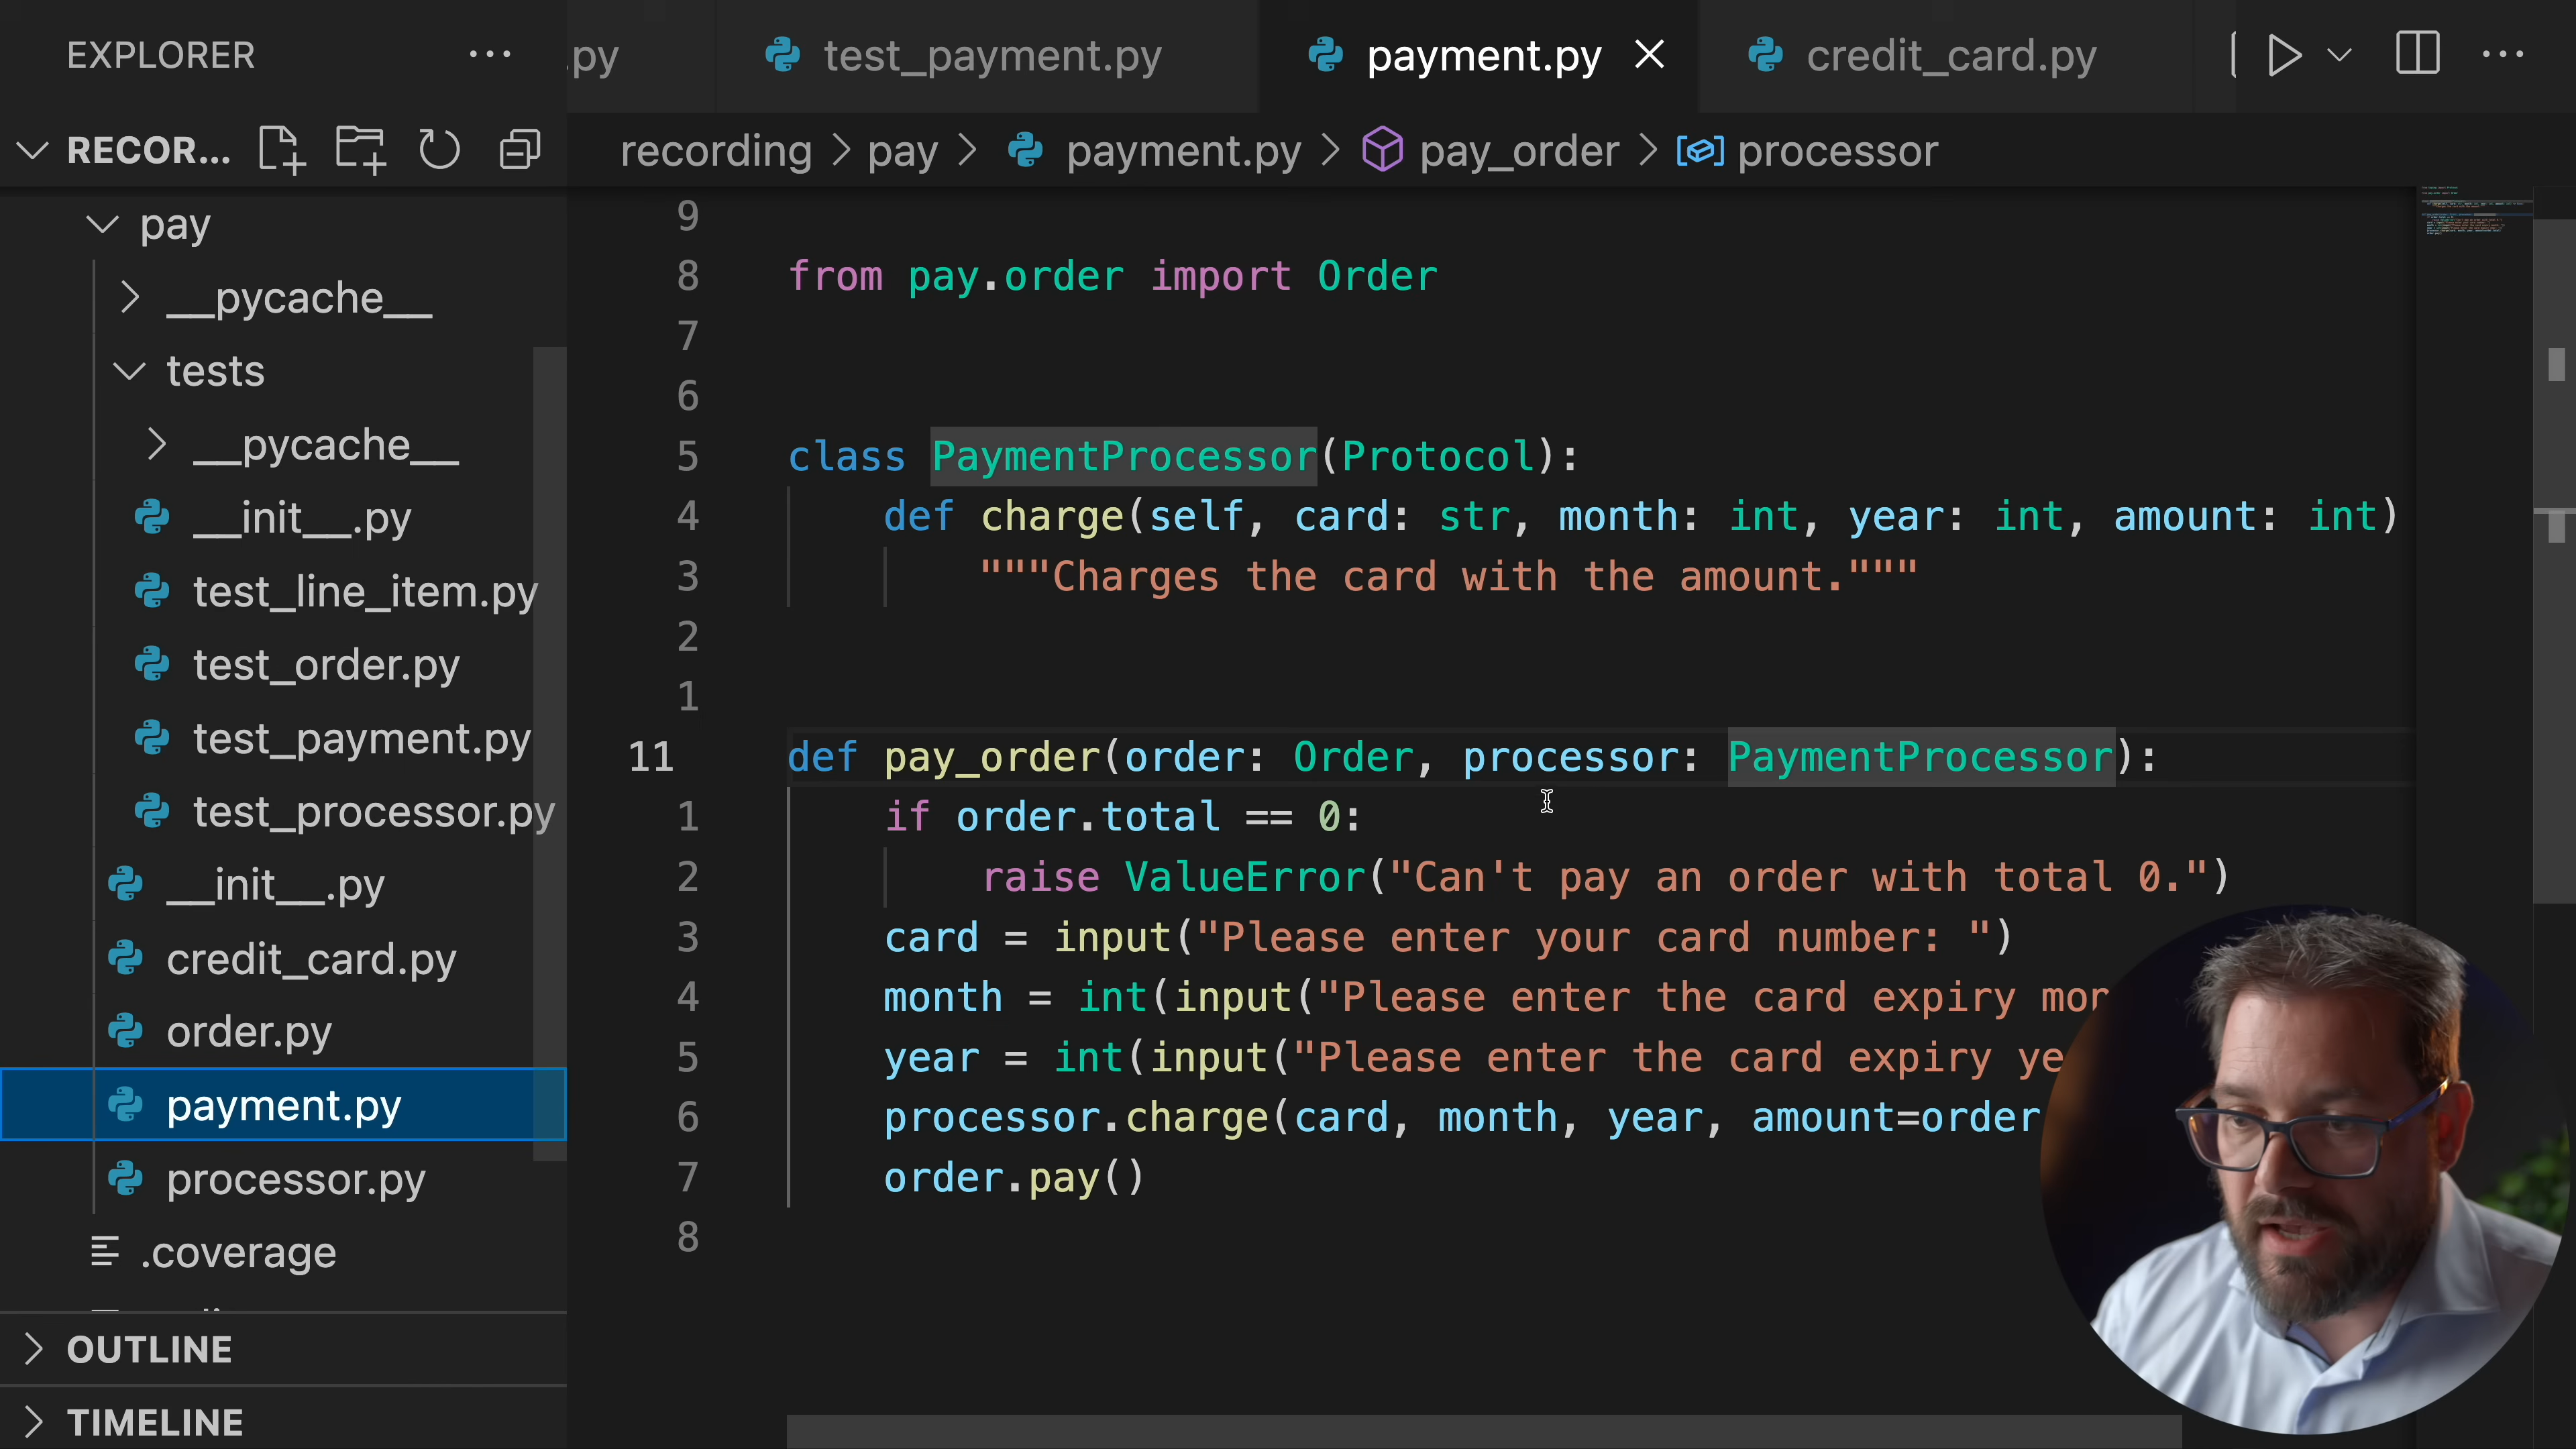 EXPLORER
.py
test_payment.py
payment.py
credit_card.py
RECOR...
recording > pay > payment.py > pay_order > processor
pay
__pycache__
tests
__pycache__
__init__.py
test_line_item.py
test_order.py
test_payment.py
test_processor.py
__init__.py
credit_card.py
order.py
payment.py
processor.py
.coverage
OUTLINE
TIMELINE
9
8 from pay.order import Order
7
6
5 class PaymentProcessor(Protocol):
4 def charge(self, card: str, month: int, year: int, amount: int)
3 """Charges the card with the amount."""
2
1
11 def pay_order(order: Order, processor: PaymentProcessor):
1 if order.total == 0:
2 raise ValueError("Can't pay an order with total 0.")
3 card = input("Please enter your card number: ")
4 month = int(input("Please enter the card expiry mon
5 year = int(input("Please enter the card expiry ye
6 processor.charge(card, month, year, amount=order
7 order.pay()
8